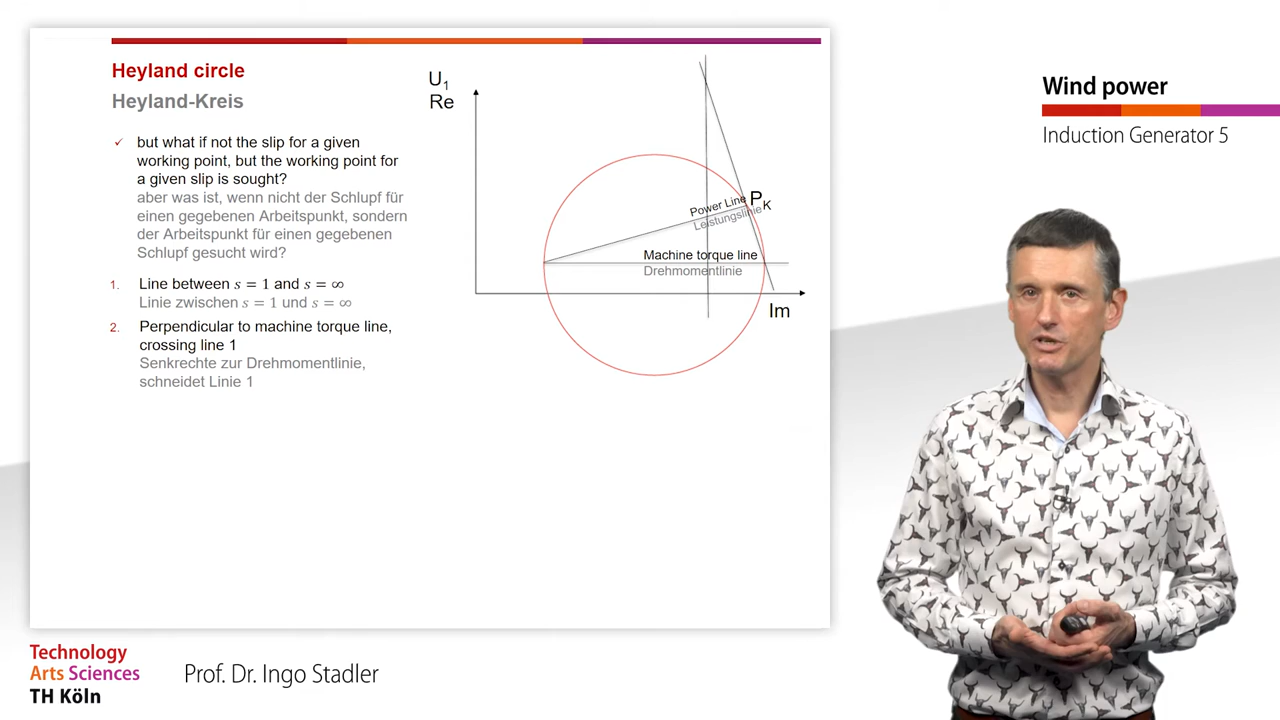 Heyland circle
Heyland-Kreis
✓ but what if not the slip for a given
working point, but the working point for
a given slip is sought?
aber was ist, wenn nicht der Schlupf für
einen gegebenen Arbeitspunkt, sondern
der Arbeitspunkt für einen gegebenen
Schlupf gesucht wird?
1. Line between s = 1 and s = ∞
Linie zwischen s = 1 und s = ∞
2. Perpendicular to machine torque line,
crossing line 1
Senkrechte zur Drehmomentlinie,
schneidet Linie 1
U1
Re
Power Line
Leistungslinie
PK
Machine torque line
Drehmomentlinie
Im
Wind power
Induction Generator 5
Technology
Arts Sciences
TH Köln
Prof. Dr. Ingo Stadler